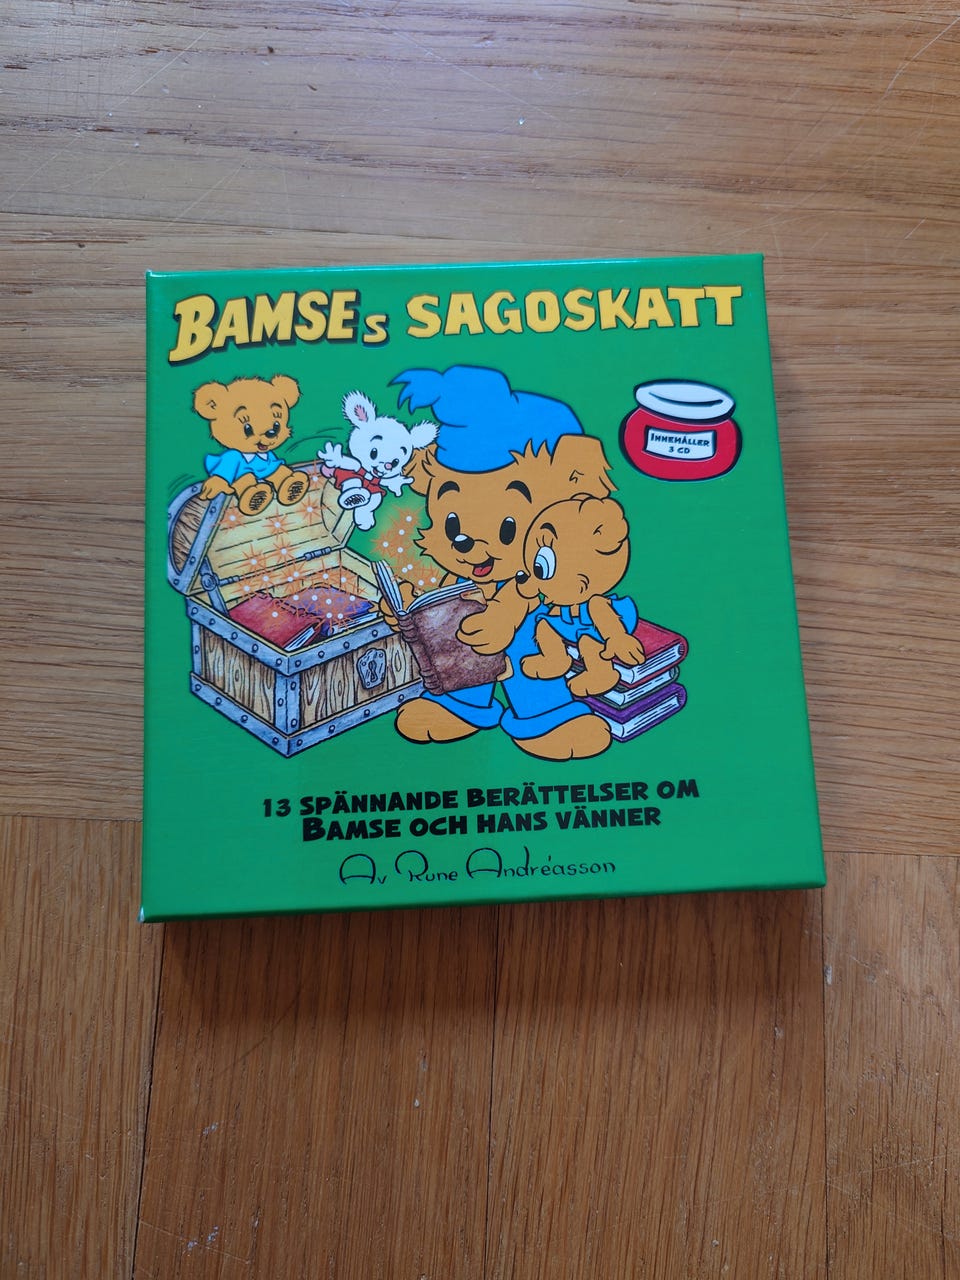 BAMSEs SAGOSKATT
INNEHÅLLER
3 CD
13 SPÄNNANDE BERÄTTELSER OM
BAMSE OCH HANS VÄNNER
Av Rune Andréasson